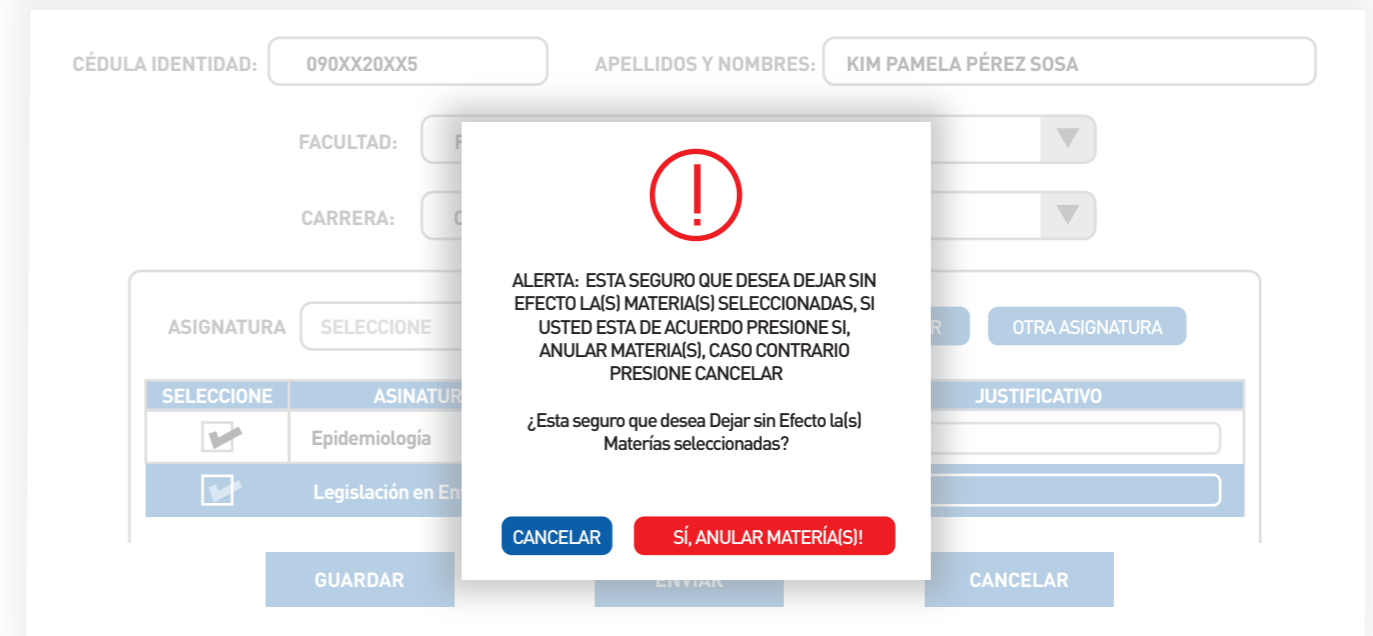 CÉDULA IDENTIDAD: 090XX20XX5 APELLIDOS Y NOMBRES: KIM PAMELA PÉREZ SOSA
FACULTAD:
CARRERA:
ALERTA: ESTA SEGURO QUE DESEA DEJAR SIN
EFECTO LA(S) MATERIA(S) SELECCIONADAS, SI
USTED ESTA DE ACUERDO PRESIONE SI,
ANULAR MATERIA(S), CASO CONTRARIO
PRESIONE CANCELAR
¿Esta seguro que desea Dejar sin Efecto la(s)
Materías seleccionadas?
CANCELAR SÍ, ANULAR MATERÍA(S)!
ASIGNATURA SELECCIONE OTRA ASIGNATURA
SELECCIONE ASINATUR JUSTIFICATIVO
Epidemiología
Legislación en
GUARDAR ENVIAR CANCELAR